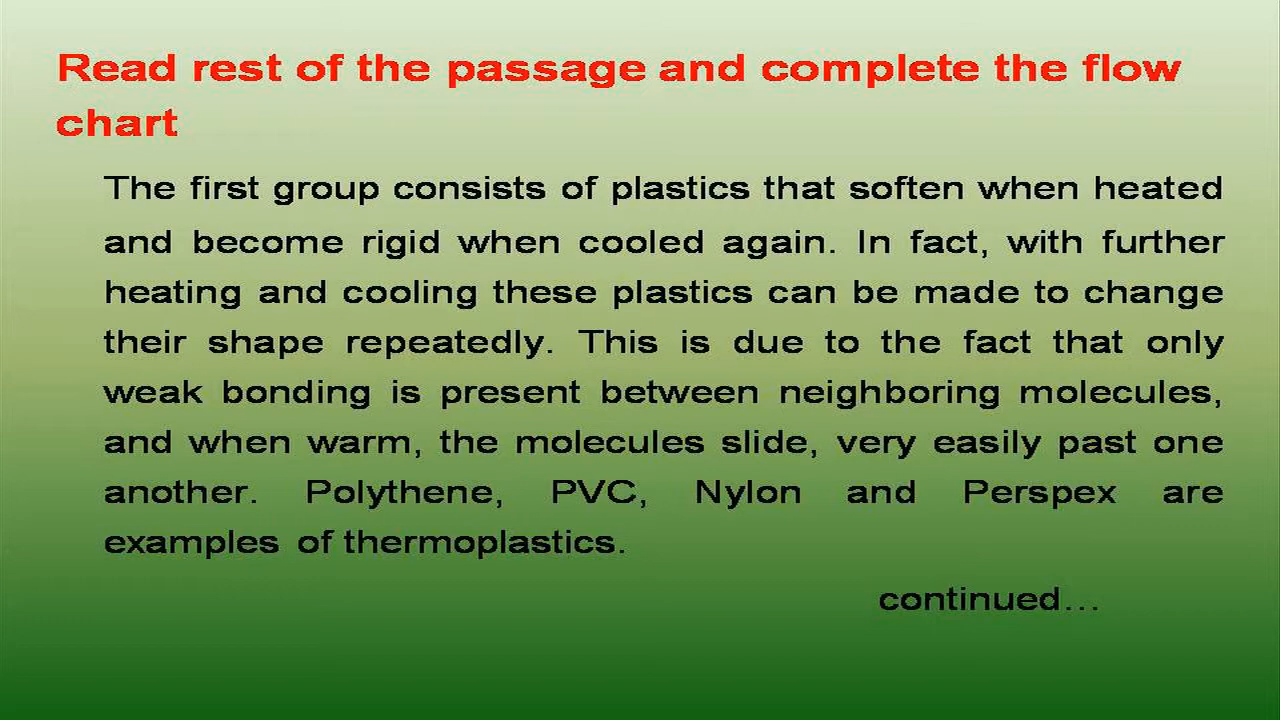 Read rest of the passage and complete the flow
chart
The first group consists of plastics that soften when heated
and become rigid when cooled again. In fact, with further
heating and cooling these plastics can be made to change
their shape repeatedly. This is due to the fact that only
weak bonding is present between neighboring molecules,
and when warm, the molecules slide, very easily past one
another. Polythene, PVC, Nylon and Perspex are
examples of thermoplastics.
continued...